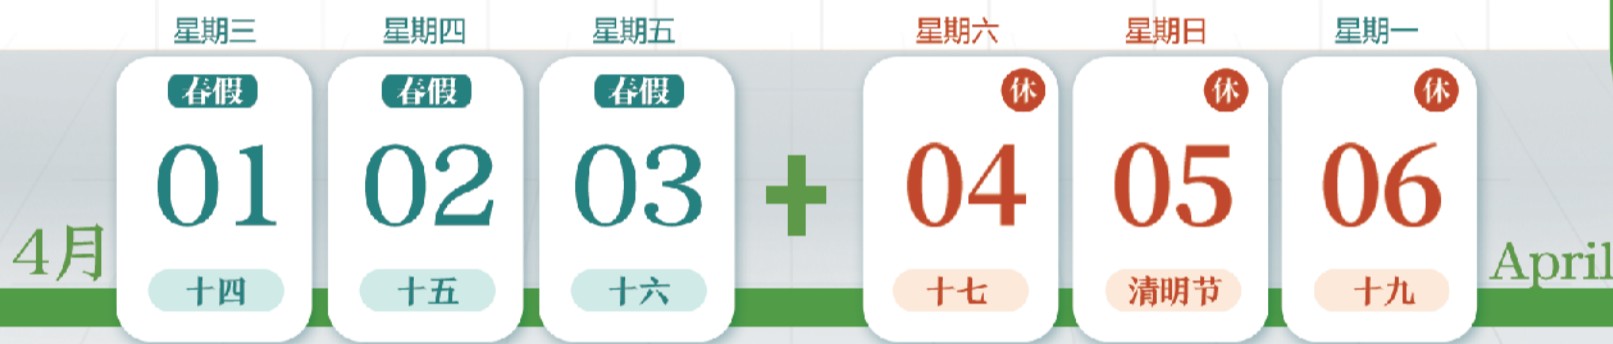 星期三 星期四 星期五 星期六 星期日 星期一
春假 春假 春假 休 休 休
01 02 03 + 04 05 06
4月 April
十四 十五 十六 十七 清明节 十九